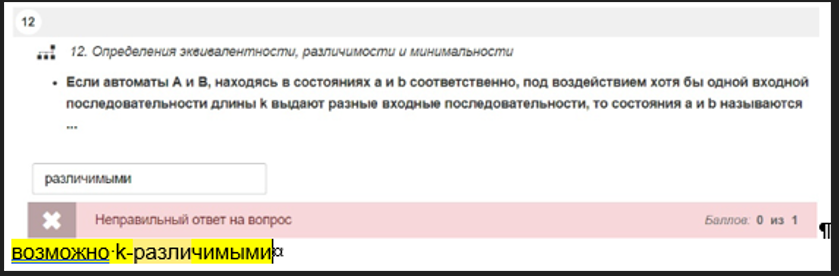 12
12. Определения эквивалентности, различимости и минимальности
• Если автоматы А и В, находясь в состояниях a и b соответственно, под воздействием хотя бы одной входной
последовательности длины k выдают разные входные последовательности, то состояния a и b называются
...
различимыми
Неправильный ответ на вопрос Баллов: 0 из 1
возможно·k-различимыми¤ ¶